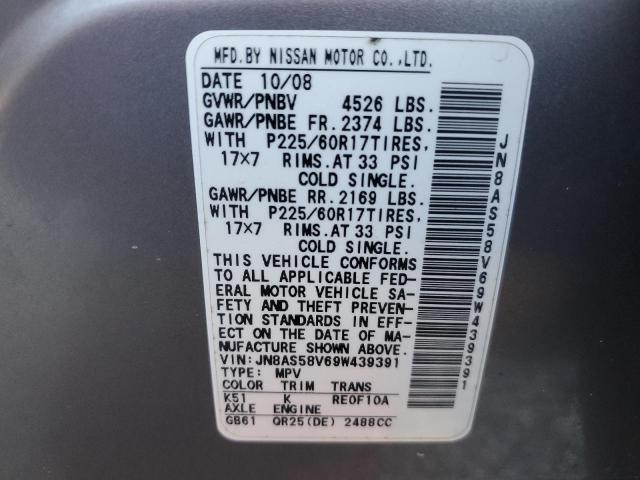 MFD.BY NISSAN MOTOR CO.,LTD.
DATE 10/08
GVWR/PNBV 4526 LBS.
GAWR/PNBE FR. 2374 LBS.
WITH P225/60R17TIRES,
17×7 RIMS.AT 33 PSI
COLD SINGLE.
GAWR/PNBE RR. 2169 LBS.
WITH P225/60R17TIRES,
17×7 RIMS.AT 33 PSI
COLD SINGLE.
THIS VEHICLE CONFORMS
TO ALL APPLICABLE FED-
ERAL MOTOR VEHICLE SA-
FETY AND THEFT PREVEN-
TION STANDARDS IN EFF-
ECT ON THE DATE OF MA-
NUFACTURE SHOWN ABOVE.
VIN: JN8AS58V69W439391
TYPE: MPV
COLOR TRIM TRANS
K51 K RE0F10A
AXLE ENGINE
GB61 QR25(DE) 2488CC
JN8AS58V69W439391